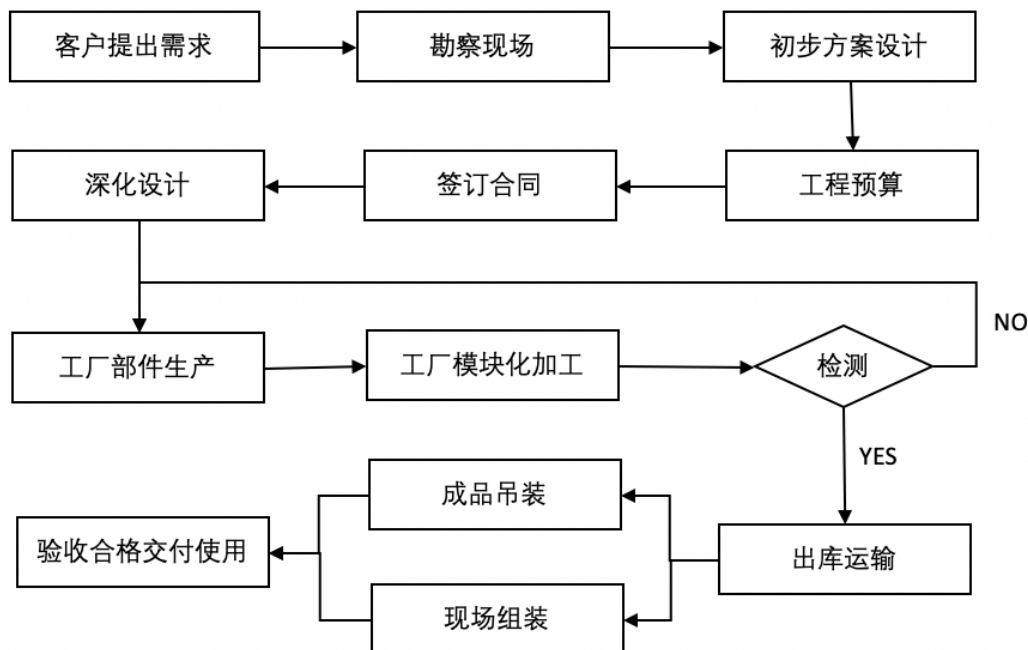 客户提出需求
勘察现场
初步方案设计
工程预算
签订合同
深化设计
工厂部件生产
工厂模块化加工
检测
NO
YES
出库运输
成品吊装
现场组装
验收合格交付使用